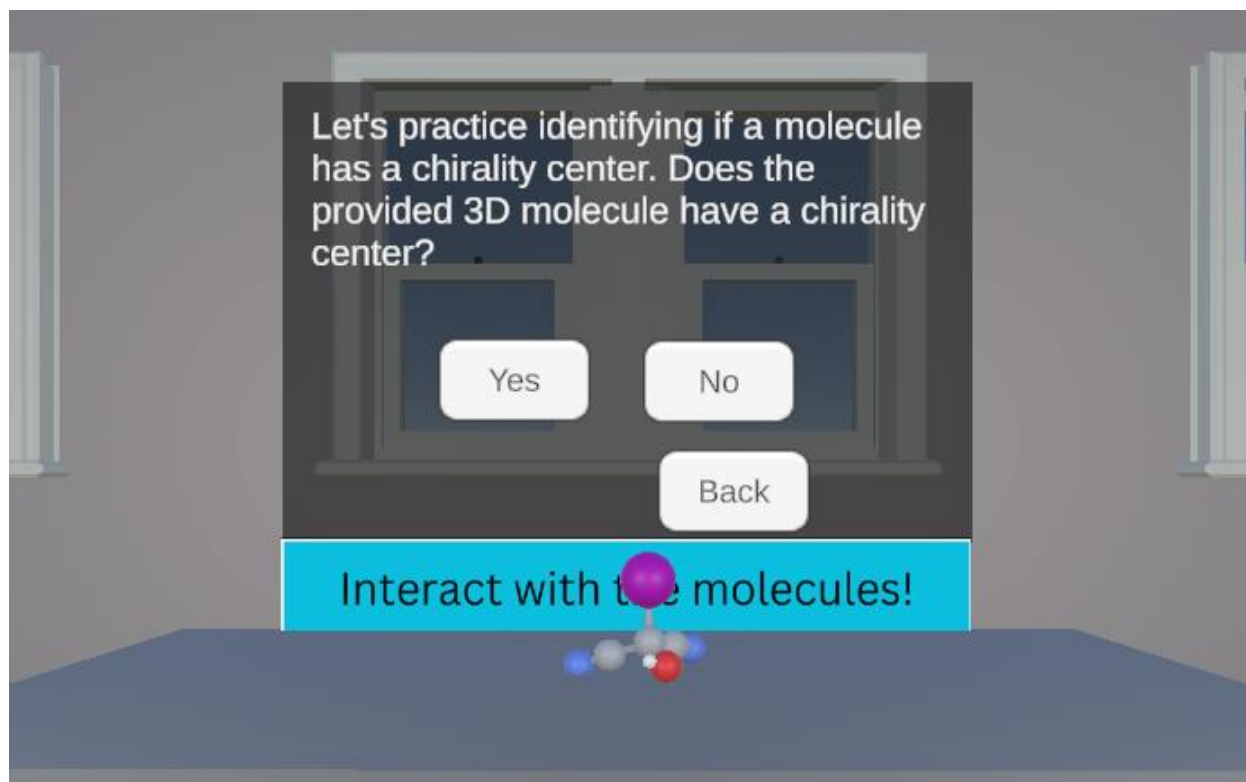 Let's practice identifying if a molecule
has a chirality center. Does the
provided 3D molecule have a chirality
center?
Yes
No
Back
Interact with the molecules!